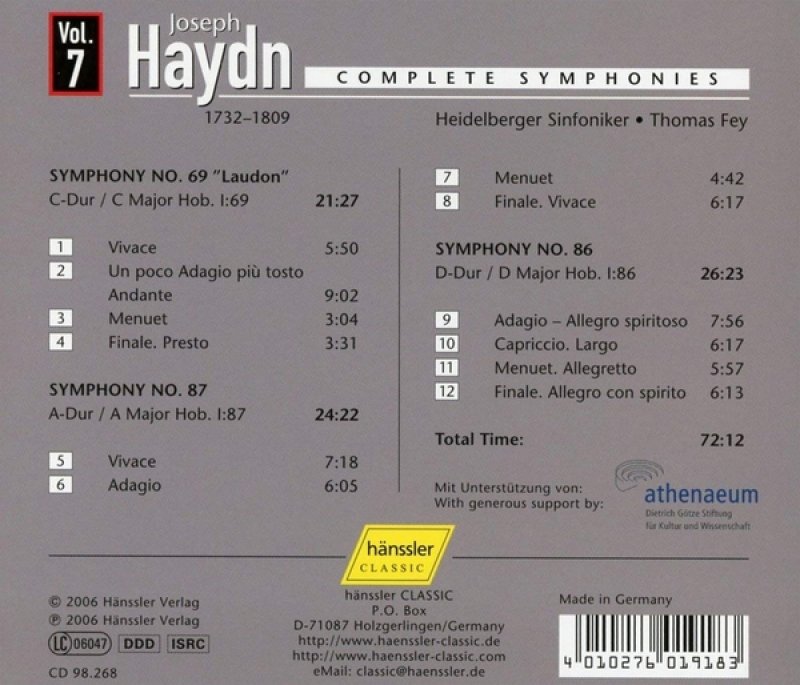 Vol.
7
Joseph
Haydn
COMPLETE SYMPHONIES
1732–1809
Heidelberger Sinfoniker • Thomas Fey
SYMPHONY NO. 69 "Laudon"
C-Dur / C Major Hob. I:69 21:27
1 Vivace 5:50
2 Un poco Adagio più tosto
Andante 9:02
3 Menuet 3:04
4 Finale. Presto 3:31
SYMPHONY NO. 87
A-Dur / A Major Hob. I:87 24:22
5 Vivace 7:18
6 Adagio 6:05
7 Menuet 4:42
8 Finale. Vivace 6:17
SYMPHONY NO. 86
D-Dur / D Major Hob. I:86 26:23
9 Adagio – Allegro spiritoso 7:56
10 Capriccio. Largo 6:17
11 Menuet. Allegretto 5:57
12 Finale. Allegro con spirito 6:13
Total Time: 72:12
Mit Unterstützung von:
With generous support by:
athenaeum
Dietrich Götze Stiftung
für Kultur und Wissenschaft
hänssler
CLASSIC
© 2006 Hänssler Verlag
℗ 2006 Hänssler Verlag
LC 06047 DDD ISRC
CD 98.268
hänssler CLASSIC
P.O. Box
D-71087 Holzgerlingen/Germany
http://www.haenssler-classic.de
http://www.haenssler-classic.com
eMail: classic@haenssler.de
Made in Germany
4 010276 019183